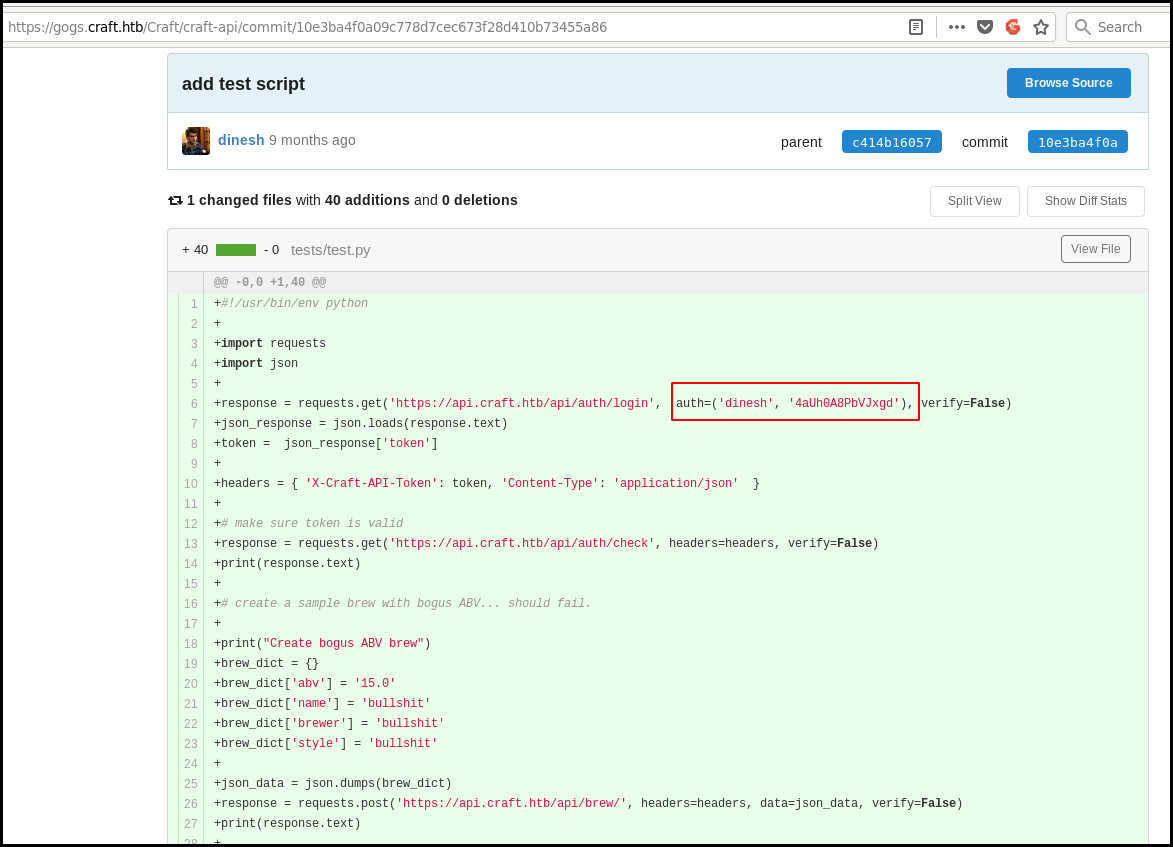 https://gogs.craft.htb/Craft/craft-api/commit/10e3ba4f0a09c778d7cec673f28d410b73455a86
Search
add test script
Browse Source
dinesh 9 months ago
parent c414b16057 commit 10e3ba4f0a
1 changed files with 40 additions and 0 deletions
Split View
Show Diff Stats
+ 40 - 0 tests/test.py
View File
@@ -0,0 +1,40 @@
1 +#!/usr/bin/env python
2 +
3 +import requests
4 +import json
5 +
6 +response = requests.get('https://api.craft.htb/api/auth/login', auth=('dinesh', '4aUh0A8PbVJxgd'), verify=False)
7 +json_response = json.loads(response.text)
8 +token =  json_response['token']
9 +
10 +headers = { 'X-Craft-API-Token': token, 'Content-Type': 'application/json'  }
11 +
12 +# make sure token is valid
13 +response = requests.get('https://api.craft.htb/api/auth/check', headers=headers, verify=False)
14 +print(response.text)
15 +
16 +# create a sample brew with bogus ABV... should fail.
17 +
18 +print("Create bogus ABV brew")
19 +brew_dict = {}
20 +brew_dict['abv'] = '15.0'
21 +brew_dict['name'] = 'bullshit'
22 +brew_dict['brewer'] = 'bullshit'
23 +brew_dict['style'] = 'bullshit'
24 +
25 +json_data = json.dumps(brew_dict)
26 +response = requests.post('https://api.craft.htb/api/brew/', headers=headers, data=json_data, verify=False)
27 +print(response.text)
28 +